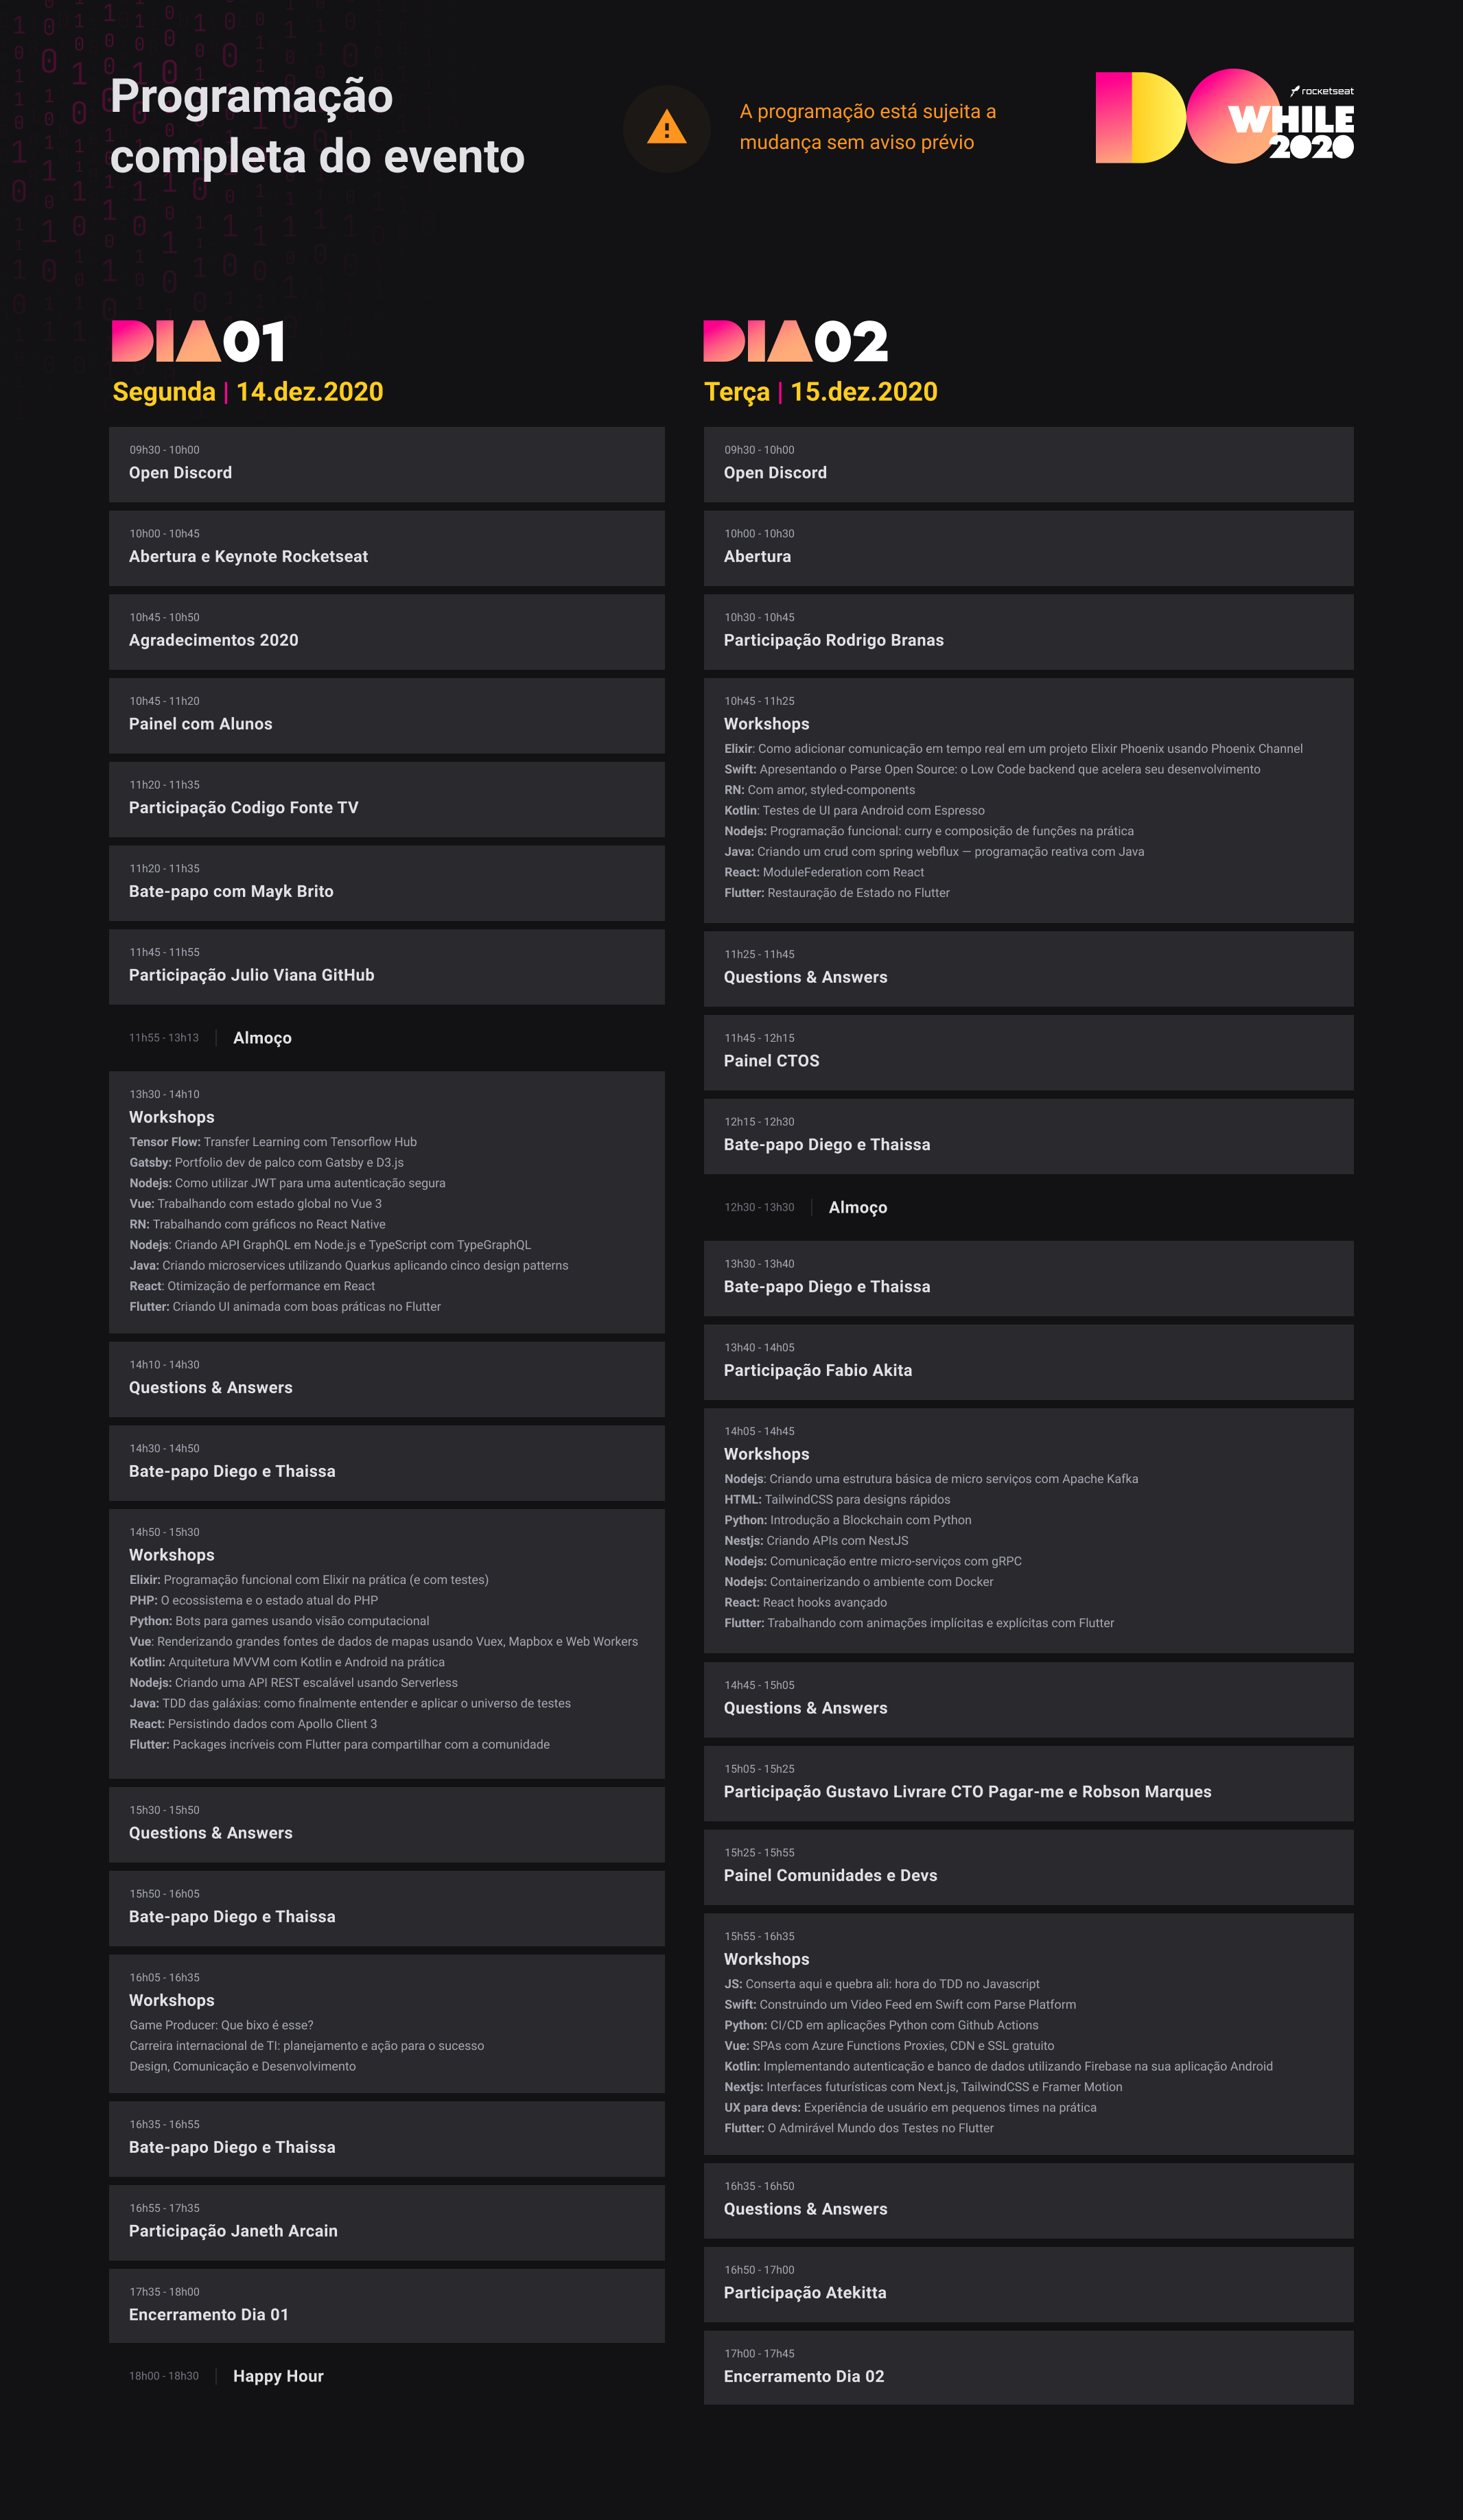 Programação
completa do evento
A programação está sujeita a
mudança sem aviso prévio
DO
rocketseat
WHILE
2020
DIA01
Segunda | 14.dez.2020
09h30 - 10h00
Open Discord
10h00 - 10h45
Abertura e Keynote Rocketseat
10h45 - 10h50
Agradecimentos 2020
10h45 - 11h20
Painel com Alunos
11h20 - 11h35
Participação Codigo Fonte TV
11h20 - 11h35
Bate-papo com Mayk Brito
11h45 - 11h55
Participação Julio Viana GitHub
11h55 - 13h13 | Almoço
13h30 - 14h10
Workshops
Tensor Flow: Transfer Learning com Tensorflow Hub
Gatsby: Portfolio dev de palco com Gatsby e D3.js
Nodejs: Como utilizar JWT para uma autenticação segura
Vue: Trabalhando com estado global no Vue 3
RN: Trabalhando com gráficos no React Native
Nodejs: Criando API GraphQL em Node.js e TypeScript com TypeGraphQL
Java: Criando microservices utilizando Quarkus aplicando cinco design patterns
React: Otimização de performance em React
Flutter: Criando UI animada com boas práticas no Flutter
14h10 - 14h30
Questions & Answers
14h30 - 14h50
Bate-papo Diego e Thaissa
14h50 - 15h30
Workshops
Elixir: Programação funcional com Elixir na prática (e com testes)
PHP: O ecossistema e o estado atual do PHP
Python: Bots para games usando visão computacional
Vue: Renderizando grandes fontes de dados de mapas usando Vuex, Mapbox e Web Workers
Kotlin: Arquitetura MVVM com Kotlin e Android na prática
Nodejs: Criando uma API REST escalável usando Serverless
Java: TDD das galáxias: como finalmente entender e aplicar o universo de testes
React: Persistindo dados com Apollo Client 3
Flutter: Packages incríveis com Flutter para compartilhar com a comunidade
15h30 - 15h50
Questions & Answers
15h50 - 16h05
Bate-papo Diego e Thaissa
16h05 - 16h35
Workshops
Game Producer: Que bixo é esse?
Carreira internacional de TI: planejamento e ação para o sucesso
Design, Comunicação e Desenvolvimento
16h35 - 16h55
Bate-papo Diego e Thaissa
16h55 - 17h35
Participação Janeth Arcain
17h35 - 18h00
Encerramento Dia 01
18h00 - 18h30 | Happy Hour
DIA02
Terça | 15.dez.2020
09h30 - 10h00
Open Discord
10h00 - 10h30
Abertura
10h30 - 10h45
Participação Rodrigo Branas
10h45 - 11h25
Workshops
Elixir: Como adicionar comunicação em tempo real em um projeto Elixir Phoenix usando Phoenix Channel
Swift: Apresentando o Parse Open Source: o Low Code backend que acelera seu desenvolvimento
RN: Com amor, styled-components
Kotlin: Testes de UI para Android com Espresso
Nodejs: Programação funcional: curry e composição de funções na prática
Java: Criando um crud com spring webflux — programação reativa com Java
React: ModuleFederation com React
Flutter: Restauração de Estado no Flutter
11h25 - 11h45
Questions & Answers
11h45 - 12h15
Painel CTOS
12h15 - 12h30
Bate-papo Diego e Thaissa
12h30 - 13h30 | Almoço
13h30 - 13h40
Bate-papo Diego e Thaissa
13h40 - 14h05
Participação Fabio Akita
14h05 - 14h45
Workshops
Nodejs: Criando uma estrutura básica de micro serviços com Apache Kafka
HTML: TailwindCSS para designs rápidos
Python: Introdução a Blockchain com Python
Nestjs: Criando APIs com NestJS
Nodejs: Comunicação entre micro-serviços com gRPC
Nodejs: Containerizando o ambiente com Docker
React: React hooks avançado
Flutter: Trabalhando com animações implícitas e explícitas com Flutter
14h45 - 15h05
Questions & Answers
15h05 - 15h25
Participação Gustavo Livrare CTO Pagar-me e Robson Marques
15h25 - 15h55
Painel Comunidades e Devs
15h55 - 16h35
Workshops
JS: Conserta aqui e quebra ali: hora do TDD no Javascript
Swift: Construindo um Video Feed em Swift com Parse Platform
Python: CI/CD em aplicações Python com Github Actions
Vue: SPAs com Azure Functions Proxies, CDN e SSL gratuito
Kotlin: Implementando autenticação e banco de dados utilizando Firebase na sua aplicação Android
Nextjs: Interfaces futurísticas com Next.js, TailwindCSS e Framer Motion
UX para devs: Experiência de usuário em pequenos times na prática
Flutter: O Admirável Mundo dos Testes no Flutter
16h35 - 16h50
Questions & Answers
16h50 - 17h00
Participação Atekitta
17h00 - 17h45
Encerramento Dia 02